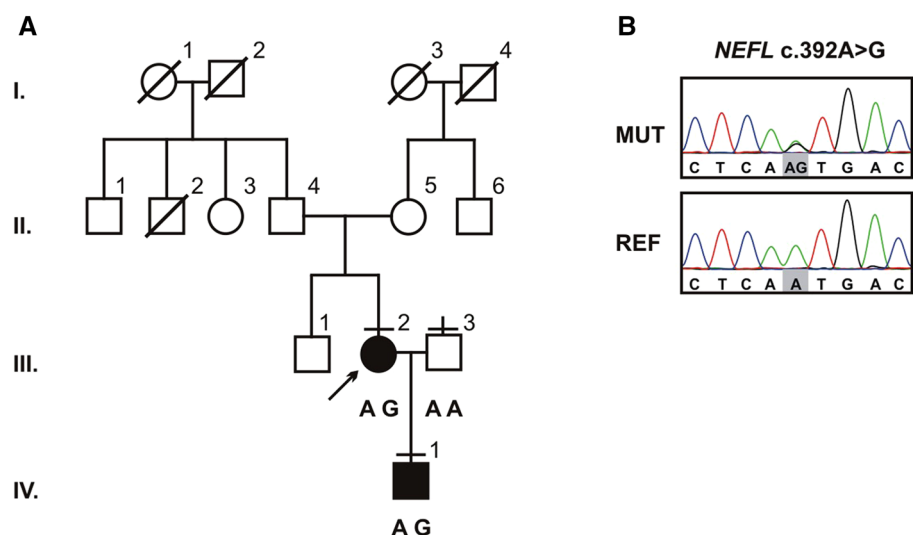 A
I.
1
2
3
4
II.
1
2
3
4
5
6
III.
1
2
3
A G
A A
IV.
1
A G
B
NEFL c.392A>G
MUT
C T C A AG T G A C
REF
C T C A A T G A C